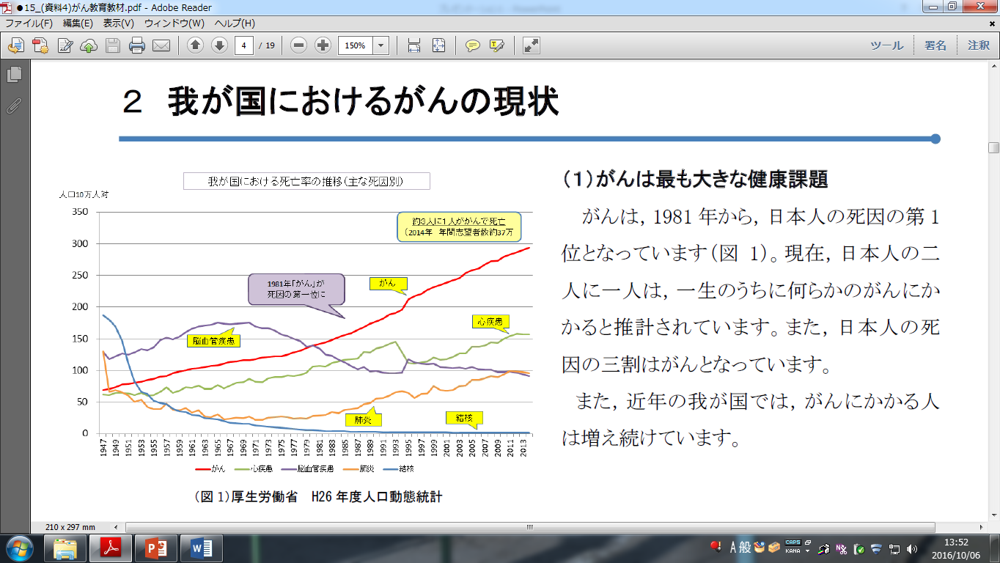 ●15_(資料4)がん教育教材.pdf - Adobe Reader
ファイル(F) 編集(E) 表示(V) ウィンドウ(W) ヘルプ(H)
4 / 19 150% ツール 署名 注釈
2 我が国におけるがんの現状
我が国における死亡率の推移(主な死因別)
人口10万人対
350
300
250
200
150
100
50
0
約3人に1人ががんで死亡
(2014年 年間志望者数約37万
1981年「がん」が
死因の第一位に
がん
心疾患
脳血管疾患
肺炎
結核
1947 1949 1951 1953 1955 1957 1959 1961 1963 1965 1967 1969 1971 1973 1975 1977 1979 1981 1983 1985 1987 1989 1991 1993 1995 1997 1999 2001 2003 2005 2007 2009 2011 2013
がん 心疾患 脳血管疾患 肺炎 結核
(図1)厚生労働省 H26年度人口動態統計
(1)がんは最も大きな健康課題
がんは,1981年から,日本人の死因の第1
位となっています(図 1)。現在,日本人の二
人に一人は,一生のうちに何らかのがんにか
かると推計されています。また,日本人の死
因の三割はがんとなっています。
また,近年の我が国では,がんにかかる人
は増え続けています。
210 x 297 mm
A 般 CAPS KANA
13:52
2016/10/06